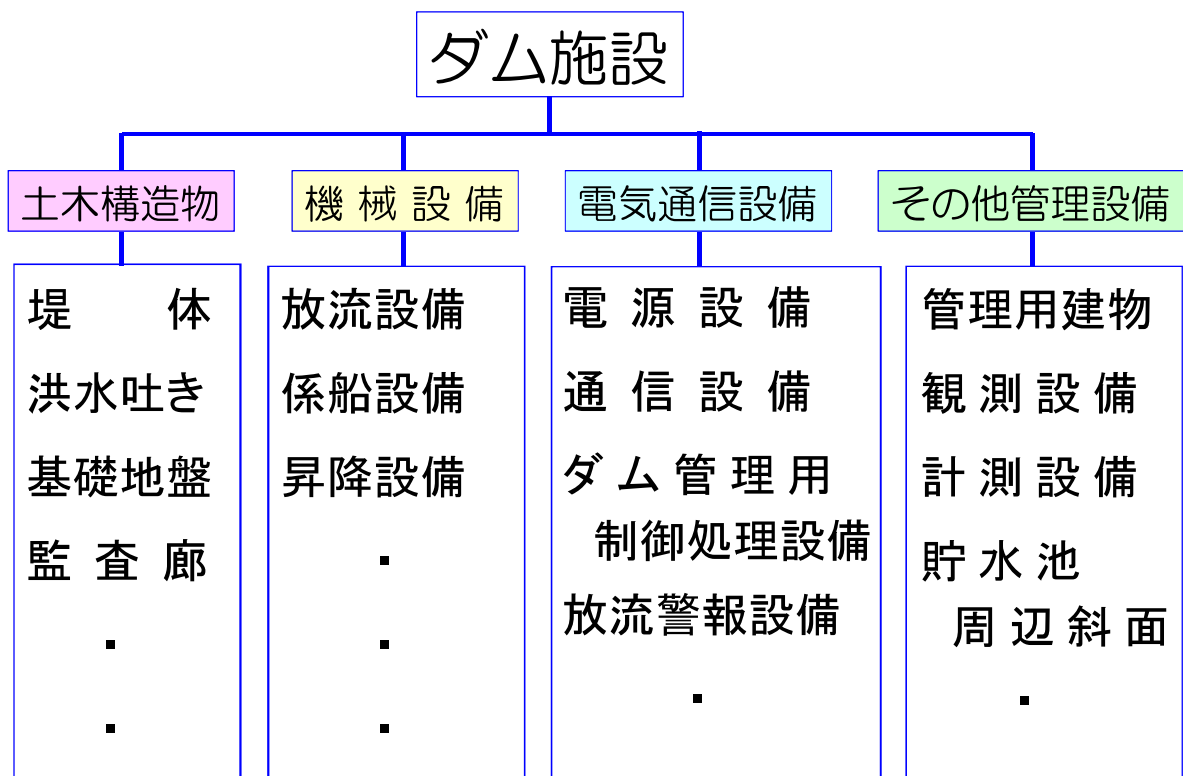 ダム施設
土木構造物
機械設備
電気通信設備
その他管理設備
堤体
洪水吐き
基礎地盤
監査廊
・
・
放流設備
係船設備
昇降設備
・
・
・
電源設備
通信設備
ダム管理用
制御処理設備
放流警報設備
・
管理用建物
観測設備
計測設備
貯水池
周辺斜面
・